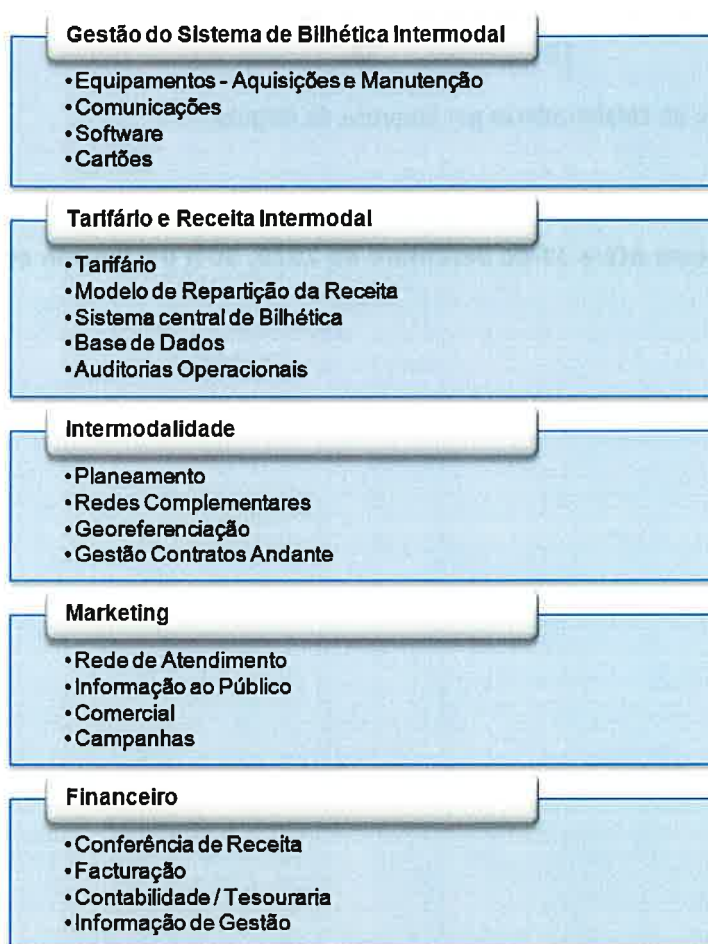 Gestão do Sistema de Bilhética Intermodal
•Equipamentos - Aquisições e Manutenção
•Comunicações
•Software
•Cartões
Tarifário e Receita Intermodal
•Tarifário
•Modelo de Repartição da Receita
•Sistema central de Bilhética
•Base de Dados
•Auditorias Operacionais
Intermodalidade
•Planeamento
•Redes Complementares
•Georeferenciação
•Gestão Contratos Andante
Marketing
•Rede de Atendimento
•Informação ao Público
•Comercial
•Campanhas
Financeiro
•Conferência de Receita
•Facturação
•Contabilidade / Tesouraria
•Informação de Gestão